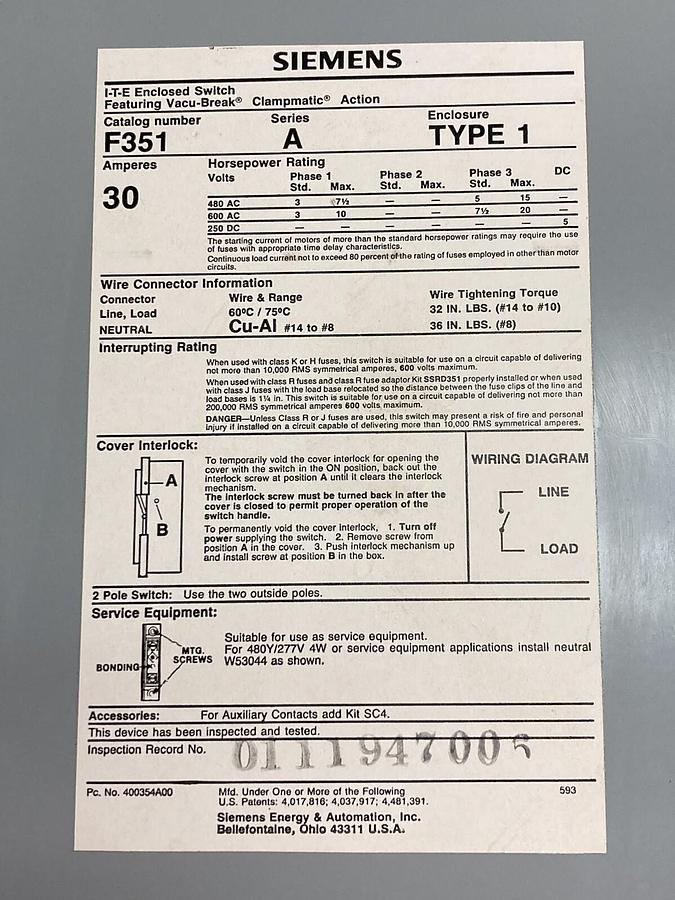 SIEMENS
I-T-E Enclosed Switch
Featuring Vacu-Break® Clampmatic® Action
Catalog number Series Enclosure
F351 A TYPE 1
Amperes Horsepower Rating
30
Volts Phase 1 Phase 2 Phase 3 DC
Std. Max. Std. Max. Std. Max.
480 AC 3 7½ — — 5 15 —
600 AC 3 10 — — 7½ 20 —
250 DC — — — — — — 5
The starting current of motors of more than the standard horsepower ratings may require the use
of fuses with appropriate time delay characteristics.
Continuous load current not to exceed 80 percent of the rating of fuses employed in other than motor
circuits.
Wire Connector Information
Connector Wire & Range Wire Tightening Torque
Line, Load 60ºC / 75ºC 32 IN. LBS. (#14 to #10)
NEUTRAL Cu-Al #14 to #8 36 IN. LBS. (#8)
Interrupting Rating
When used with class K or H fuses, this switch is suitable for use on a circuit capable of delivering
not more than 10,000 RMS symmetrical amperes, 600 volts maximum.
When used with class R fuses and class R fuse adaptor Kit SSRD351 properly installed or when used
with class J fuses with the load base relocated so the distance between the fuse clips of the line and
load bases is 1¼ in. This switch is suitable for use on a circuit capable of delivering not more than
200,000 RMS symmetrical amperes 600 volts maximum.
DANGER—Unless Class R or J fuses are used, this switch may present a risk of fire and personal
injury if installed on a circuit capable of delivering more than 10,000 RMS symmetrical amperes.
Cover Interlock:
A
B
To temporarily void the cover interlock for opening the
cover with the switch in the ON position, back out the
interlock screw at position A until it clears the interlock
mechanism.
The interlock screw must be turned back in after the
cover is closed to permit proper operation of the
switch handle.
To permanently void the cover interlock, 1. Turn off
power supplying the switch. 2. Remove screw from
position A in the cover. 3. Push interlock mechanism up
and install screw at position B in the box.
WIRING DIAGRAM
LINE
LOAD
2 Pole Switch: Use the two outside poles.
Service Equipment:
BONDING
MTG.
SCREWS
Suitable for use as service equipment.
For 480Y/277V 4W or service equipment applications install neutral
W53044 as shown.
Accessories: For Auxiliary Contacts add Kit SC4.
This device has been inspected and tested.
Inspection Record No. 0111947006
Pc. No. 400354A00 Mfd. Under One or More of the Following 593
U.S. Patents: 4,017,816; 4,037,917; 4,481,391.
Siemens Energy & Automation, Inc.
Bellefontaine, Ohio 43311 U.S.A.